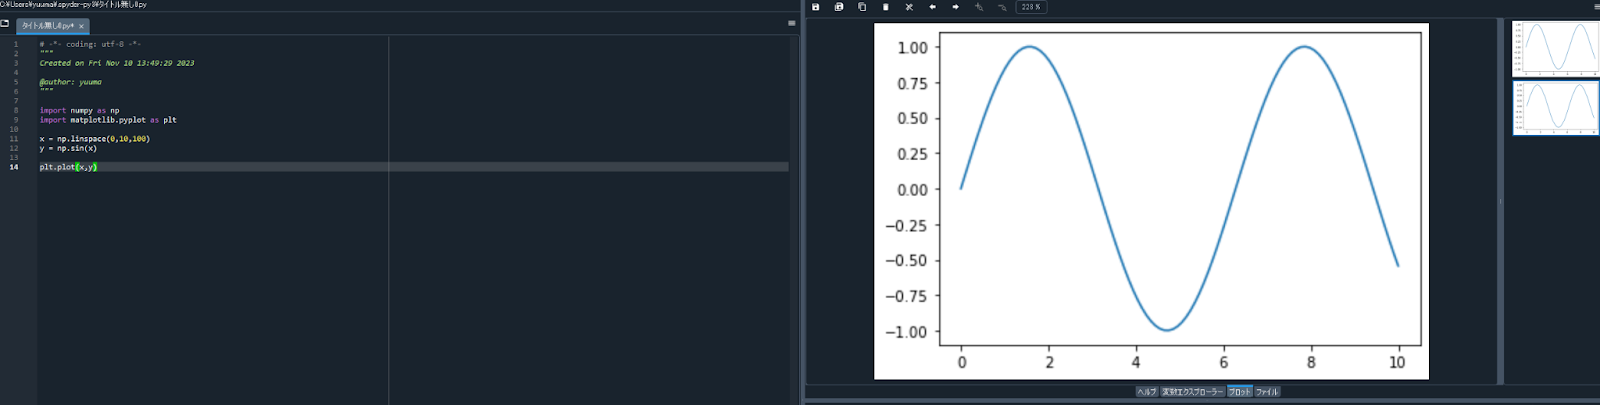 C:¥Users¥yuuma¥.spyder-py3¥タイトル無し0.py
タイトル無し0.py*
1 # -*- coding: utf-8 -*-
2 """
3 Created on Fri Nov 10 13:49:29 2023
4
5 @author: yuuma
6 """
7
8 import numpy as np
9 import matplotlib.pyplot as plt
10
11 x = np.linspace(0,10,100)
12 y = np.sin(x)
13
14 plt.plot(x,y)
223 %
1.00
0.75
0.50
0.25
0.00
−0.25
−0.50
−0.75
−1.00
0 2 4 6 8 10
ヘルプ 変数エクスプローラー プロット ファイル